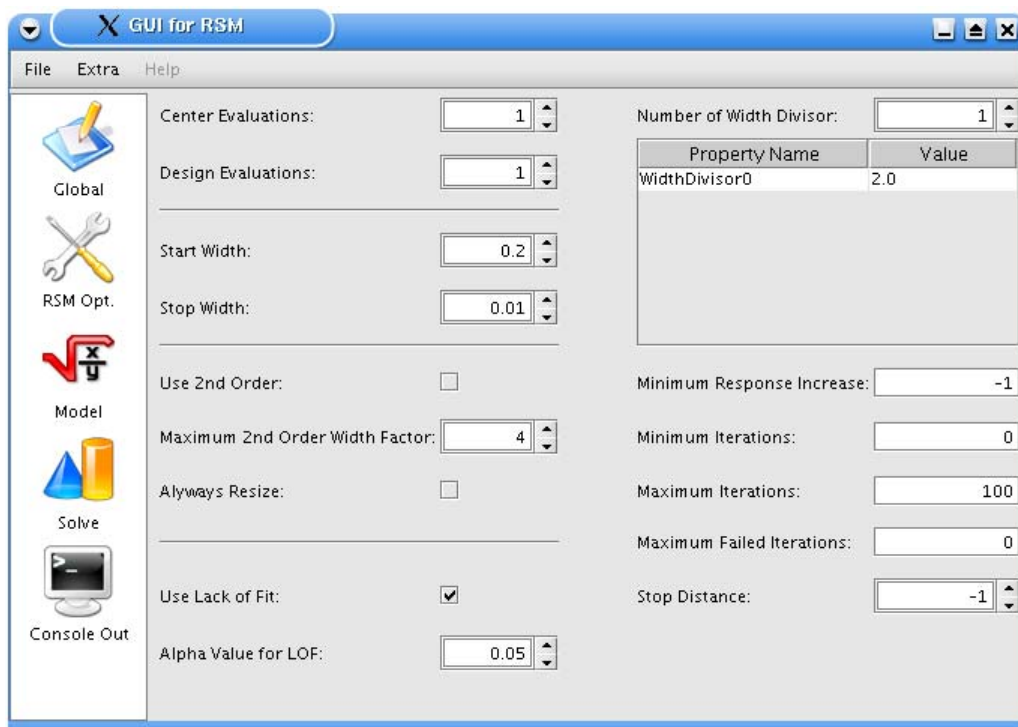 GUI for RSM
File Extra Help
Global
RSM Opt.
Model
Solve
>_
Console Out
Center Evaluations: 1
Design Evaluations: 1
Start Width: 0.2
Stop Width: 0.01
Use 2nd Order:
Maximum 2nd Order Width Factor: 4
Alyways Resize:
Use Lack of Fit:
Alpha Value for LOF: 0.05
Number of Width Divisor: 1
Property Name Value
WidthDivisor0 2.0
Minimum Response Increase: -1
Minimum Iterations: 0
Maximum Iterations: 100
Maximum Failed Iterations: 0
Stop Distance: -1